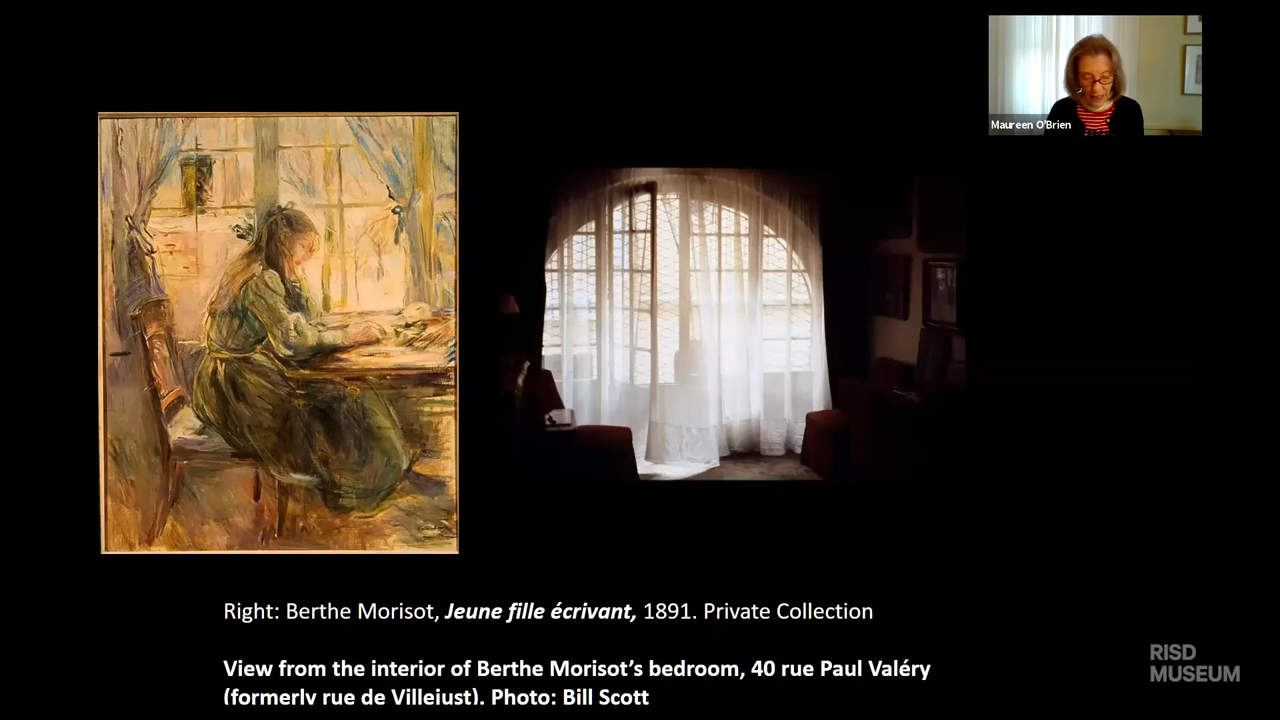 Maureen O'Brien
Right: Berthe Morisot, Jeune fille écrivant, 1891. Private Collection
View from the interior of Berthe Morisot’s bedroom, 40 rue Paul Valéry
(formerly rue de Villejust). Photo: Bill Scott
RISD
MUSEUM